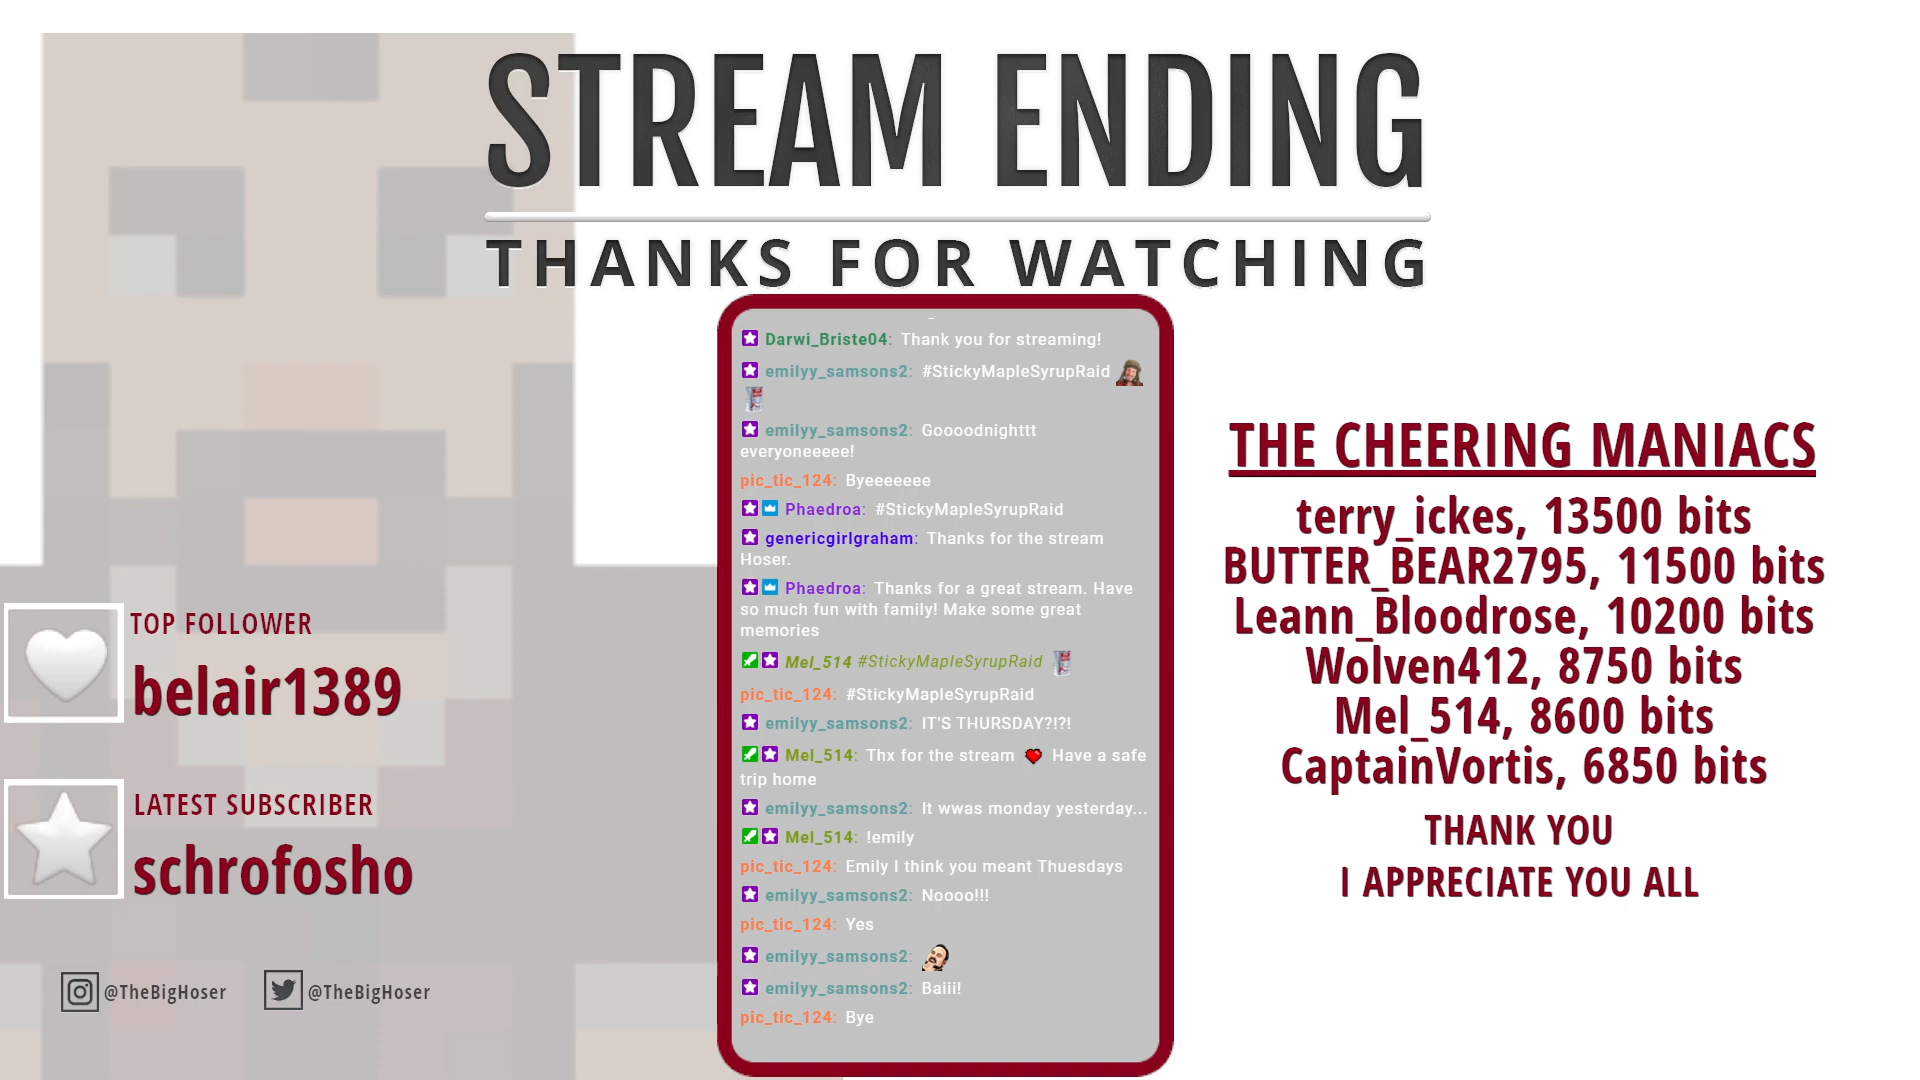 STREAM ENDING
THANKS FOR WATCHING
Darwi_Briste04: Thank you for streaming!
emilyy_samsons2: #StickyMapleSyrupRaid
emilyy_samsons2: Goooodnighttt
everyoneeeee!
pic_tic_124: Byeeeeeee
Phaedroa: #StickyMapleSyrupRaid
genericgirlgraham: Thanks for the stream
Hoser.
Phaedroa: Thanks for a great stream. Have
so much fun with family! Make some great
memories
Mel_514 #StickyMapleSyrupRaid
pic_tic_124: #StickyMapleSyrupRaid
emilyy_samsons2: IT'S THURSDAY?!?!
Mel_514: Thx for the stream Have a safe
trip home
emilyy_samsons2: It wwas monday yesterday...
Mel_514: !emily
pic_tic_124: Emily I think you meant Thuesdays
emilyy_samsons2: Noooo!!!
pic_tic_124: Yes
emilyy_samsons2:
emilyy_samsons2: Baiii!
pic_tic_124: Bye
TOP FOLLOWER
belair1389
LATEST SUBSCRIBER
schrofosho
@TheBigHoser
@TheBigHoser
THE CHEERING MANIACS
terry_ickes, 13500 bits
BUTTER_BEAR2795, 11500 bits
Leann_Bloodrose, 10200 bits
Wolven412, 8750 bits
Mel_514, 8600 bits
CaptainVortis, 6850 bits
THANK YOU
I APPRECIATE YOU ALL